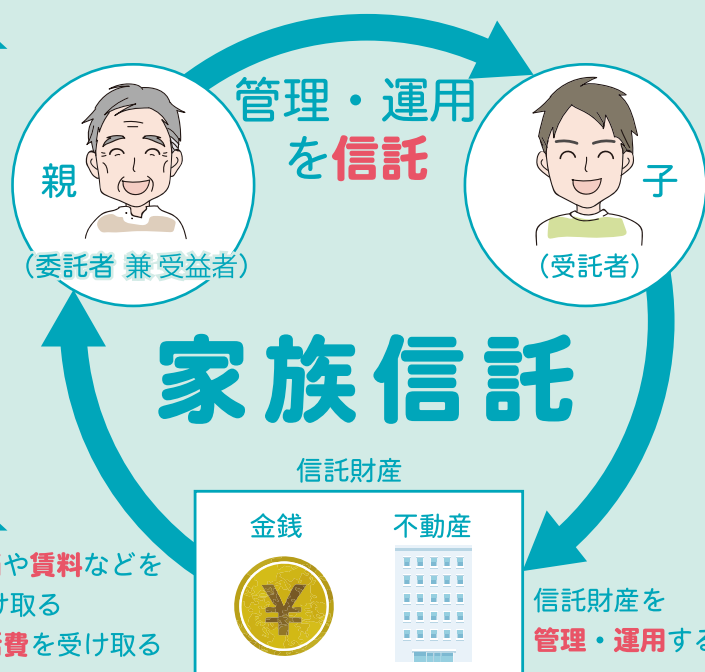 管理・運用
を信託
親
(委託者 兼 受益者)
子
(受託者)
家族信託
信託財産
金銭
不動産
¥
や賃料などを
け取る
費を受け取る
信託財産を
管理・運用する